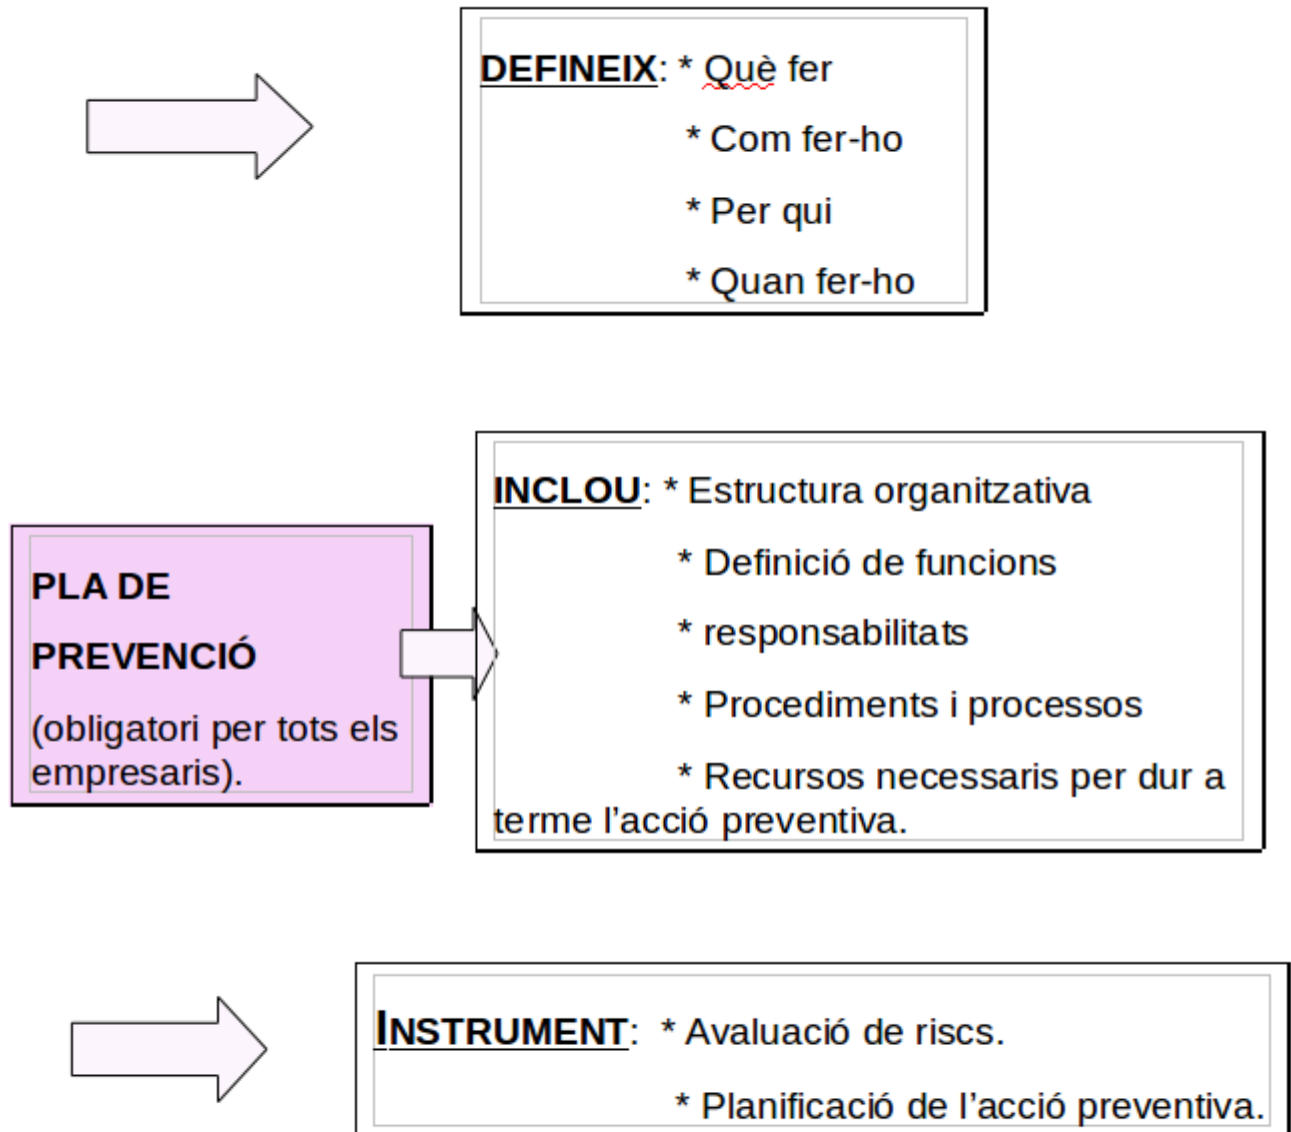 DEFINEIX: * Què fer
* Com fer-ho
* Per qui
* Quan fer-ho
PLA DE
PREVENCIÓ
(obligatori per tots els
empresaris).
INCLOU: * Estructura organitzativa
* Definició de funcions
* responsabilitats
* Procediments i processos
* Recursos necessaris per dur a
terme l’acció preventiva.
INSTRUMENT: * Avaluació de riscs.
* Planificació de l’acció preventiva.